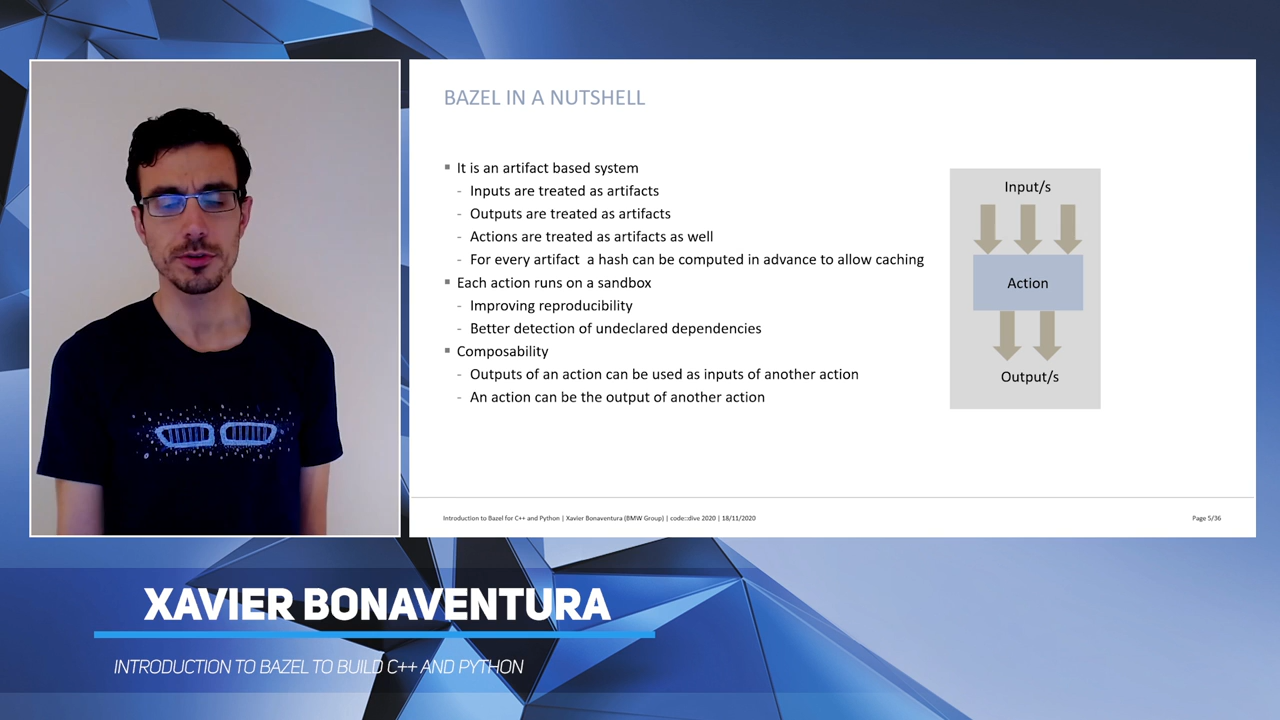 BAZEL IN A NUTSHELL
It is an artifact based system
- Inputs are treated as artifacts
- Outputs are treated as artifacts
- Actions are treated as artifacts as well
- For every artifact a hash can be computed in advance to allow caching
Each action runs on a sandbox
- Improving reproducibility
- Better detection of undeclared dependencies
Composability
- Outputs of an action can be used as inputs of another action
- An action can be the output of another action
Input/s
Action
Output/s
Introduction to Bazel for C++ and Python | Xavier Bonaventura (BMW Group) | code::dive 2020 | 18/11/2020
Page 5/36
XAVIER BONAVENTURA
INTRODUCTION TO BAZEL TO BUILD C++ AND PYTHON